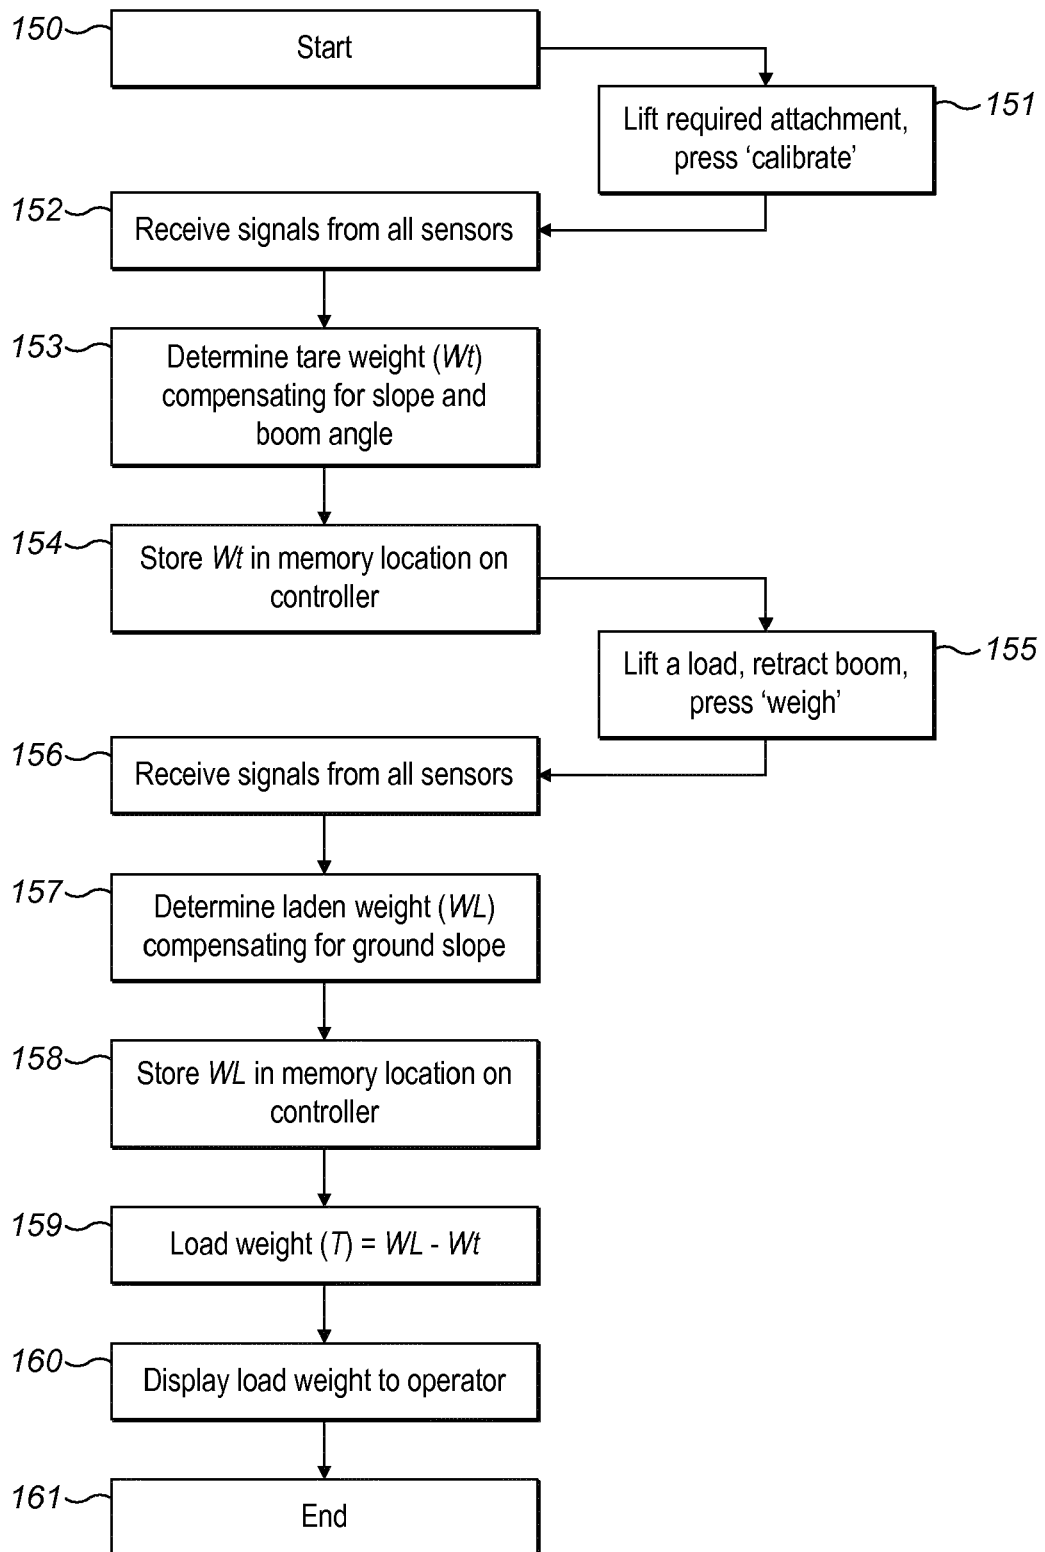 150
Start
Lift required attachment,
press ‘calibrate’
151
152
Receive signals from all sensors
153
Determine tare weight (Wt)
compensating for slope and
boom angle
154
Store Wt in memory location on
controller
Lift a load, retract boom,
press ‘weigh’
155
156
Receive signals from all sensors
157
Determine laden weight (WL)
compensating for ground slope
158
Store WL in memory location on
controller
159
Load weight (T) = WL - Wt
160
Display load weight to operator
161
End